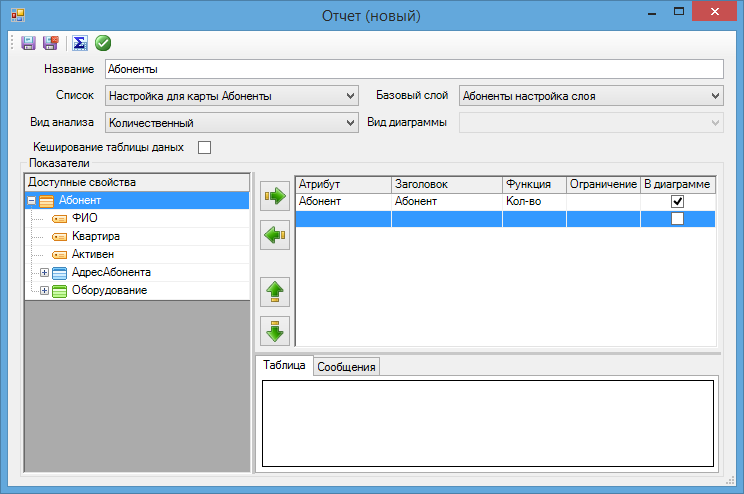 Отчет (новый)
Название Абоненты
Список Настройка для карты Абоненты Базовый слой Абоненты настройка слоя
Вид анализа Количественный Вид диаграммы
Кеширование таблицы даных
Показатели
Доступные свойства
Абонент
ФИО
Квартира
Активен
АдресАбонента
Оборудование
Атрибут Заголовок Функция Ограничение В диаграмме
Абонент Абонент Кол-во
Таблица Сообщения